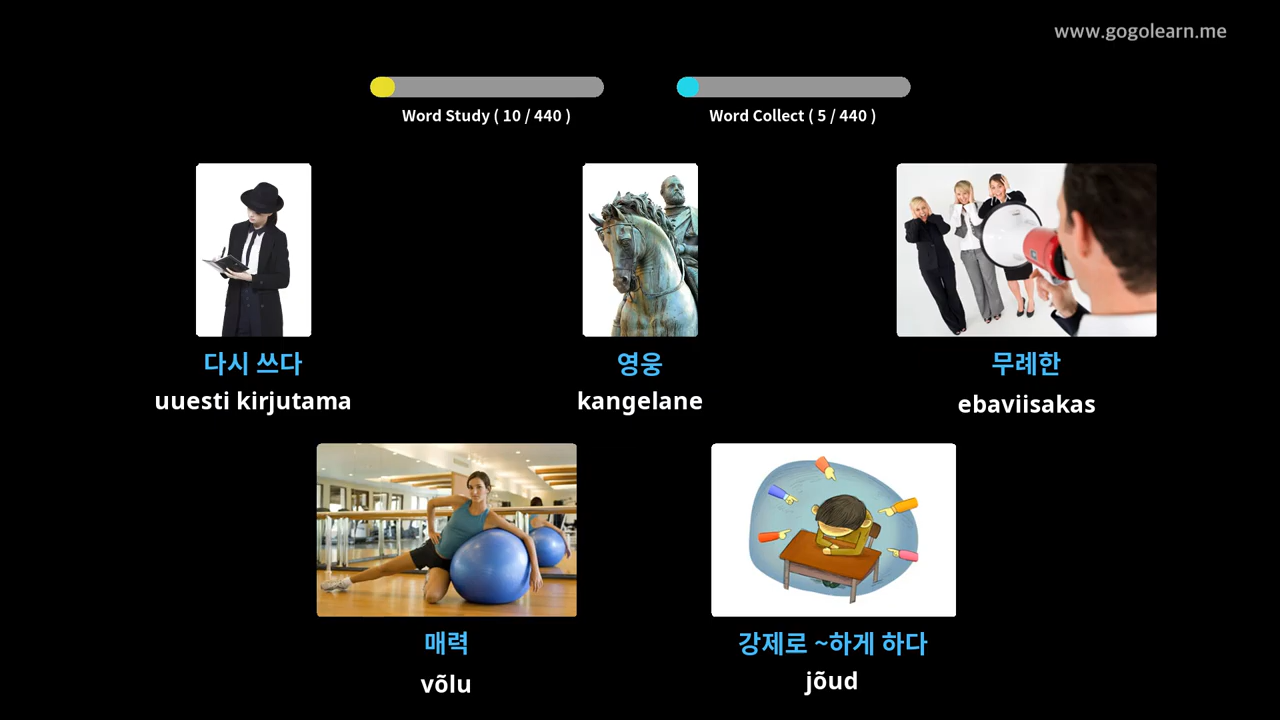 www.gogolearn.me
Word Study ( 10 / 440 )
Word Collect ( 5 / 440 )
다시 쓰다
uuesti kirjutama
영웅
kangelane
무례한
ebaviisakas
매력
võlu
강제로 ~하게 하다
jõud